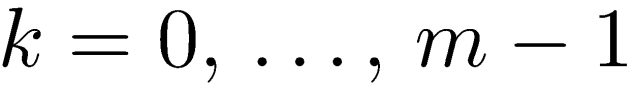 k = 0, ..., m − 1